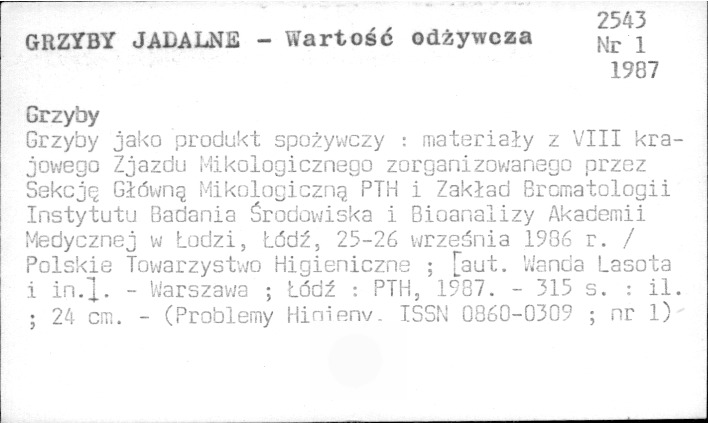 GRZYBY JADALNE - Wartość odżywcza
2543
Nr 1
1987
Grzyby
Grzyby jako produkt spożywczy : materiały z VIII kra-
jowego Zjazdu Mikologicznego zorganizowanego przez
Sekcję Główną Mikologiczną PTH i Zakład Bromatologii
Instytutu Badania Środowiska i Bioanalizy Akademii
Medycznej w Łodzi, Łódź, 25-26 września 1986 r. /
Polskie Towarzystwo Higieniczne ; [aut. Wanda Lasota
i in.]. - Warszawa ; Łódź : PTH, 1987. - 315 s. : il.
; 24 cm. - (Problemy Higieny. ISSN 0860-0309 ; nr 1)